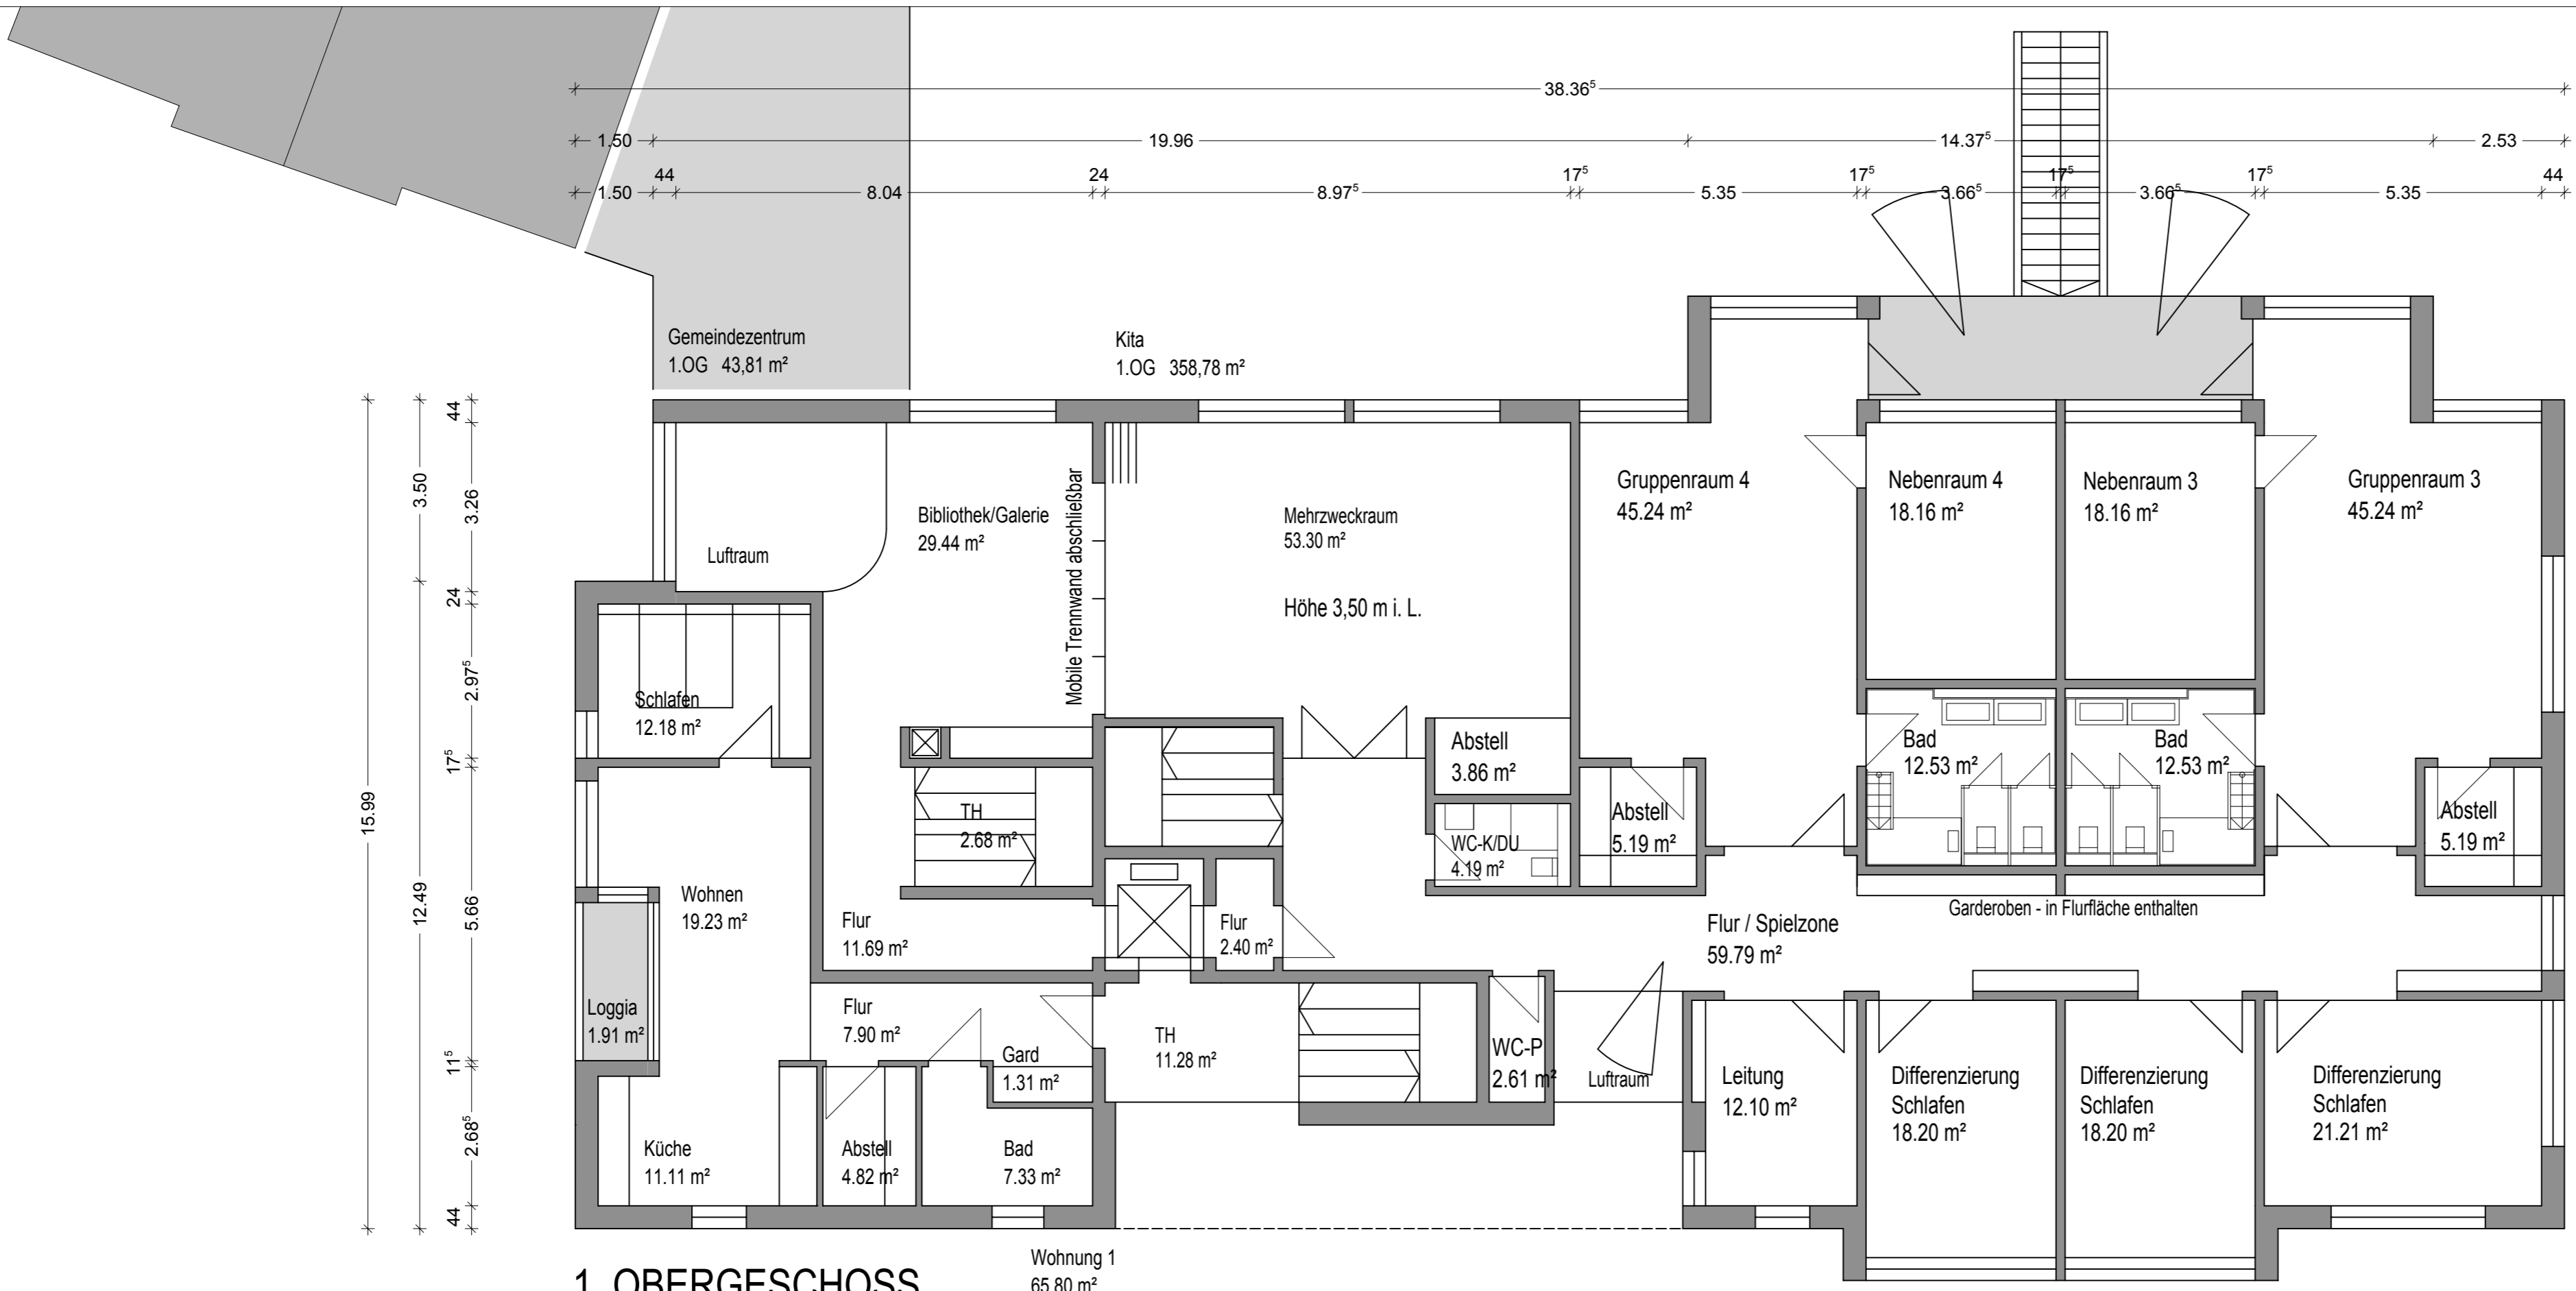 38.36⁵
1.50
19.96
14.37⁵
2.53
44
24
17⁵
17⁵
17⁵
17⁵
44
1.50
8.04
8.97⁵
5.35
3.66⁵
3.66⁵
5.35
Gemeindezentrum
1.OG 43,81 m²
Kita
1.OG 358,78 m²
15.99
3.50
12.49
44
3.26
24
2.97⁵
17⁵
5.66
11⁵
2.68⁵
44
Luftraum
Bibliothek/Galerie
29.44 m²
Mobile Trennwand abschließbar
Mehrzweckraum
53.30 m²
Höhe 3,50 m i. L.
Gruppenraum 4
45.24 m²
Nebenraum 4
18.16 m²
Nebenraum 3
18.16 m²
Gruppenraum 3
45.24 m²
Schlafen
12.18 m²
Abstell
3.86 m²
Bad
12.53 m²
Bad
12.53 m²
TH
2.68 m²
WC-K/DU
4.19 m²
Abstell
5.19 m²
Abstell
5.19 m²
Wohnen
19.23 m²
Flur
11.69 m²
Flur
2.40 m²
Flur / Spielzone
59.79 m²
Garderoben - in Flurfläche enthalten
Loggia
1.91 m²
Flur
7.90 m²
Gard
1.31 m²
TH
11.28 m²
WC-P
2.61 m²
Luftraum
Leitung
12.10 m²
Differenzierung
Schlafen
18.20 m²
Differenzierung
Schlafen
18.20 m²
Differenzierung
Schlafen
21.21 m²
Küche
11.11 m²
Abstell
4.82 m²
Bad
7.33 m²
Wohnung 1
65.80 m²
1. OBERGESCHOSS